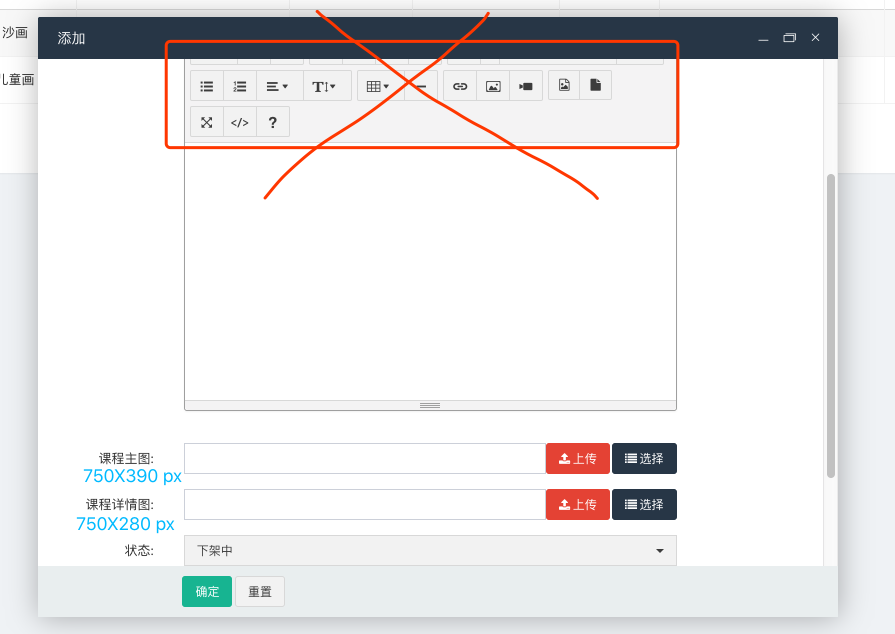 沙画
儿童画
添加
T
</>
?
课程主图:
上传
选择
750X390 px
课程详情图:
上传
选择
750X280 px
状态:
下架中
确定
重置